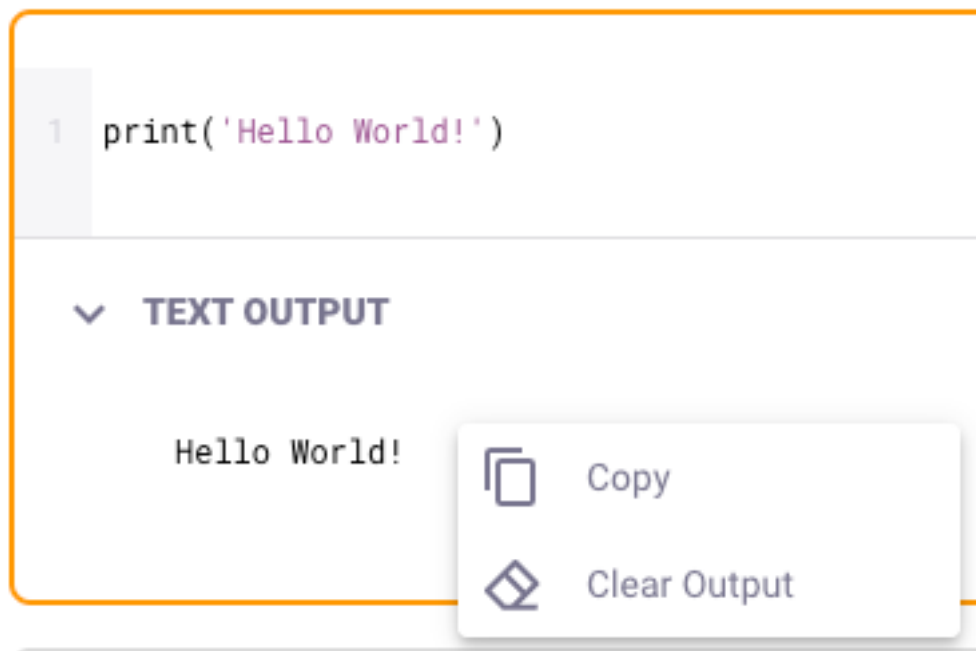 1 print('Hello World!')
TEXT OUTPUT
Hello World!
Copy
Clear Output